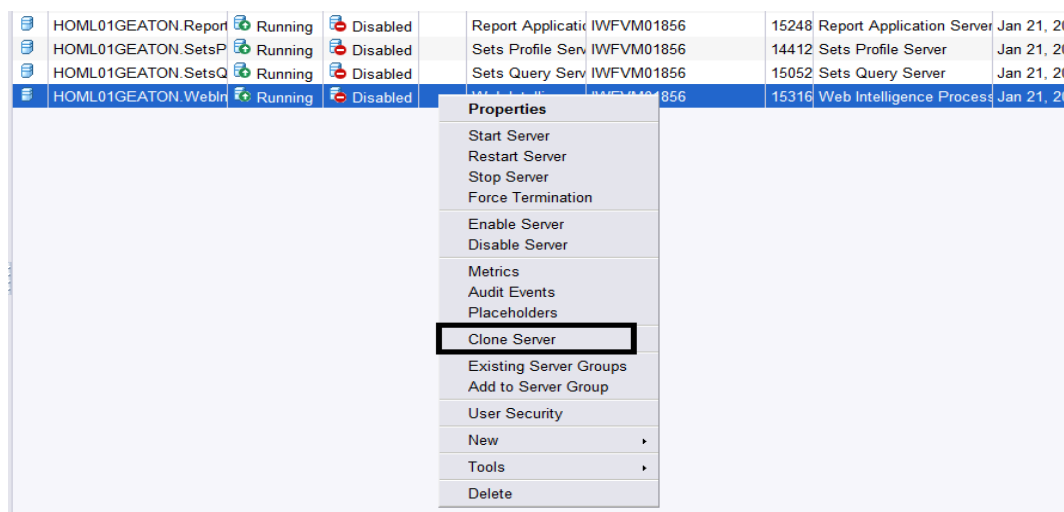 HOML01GEATON.Report Running Disabled Report Applicatio IWFVM01856 15248 Report Application Server Jan 21, 20
HOML01GEATON.SetsP Running Disabled Sets Profile Serv IWFVM01856 14412 Sets Profile Server Jan 21, 20
HOML01GEATON.SetsQ Running Disabled Sets Query Serv IWFVM01856 15052 Sets Query Server Jan 21, 20
HOML01GEATON.WebIn Running Disabled Web Intelligence IWFVM01856 15316 Web Intelligence Process Jan 21, 20
Properties
Start Server
Restart Server
Stop Server
Force Termination
Enable Server
Disable Server
Metrics
Audit Events
Placeholders
Clone Server
Existing Server Groups
Add to Server Group
User Security
New
Tools
Delete